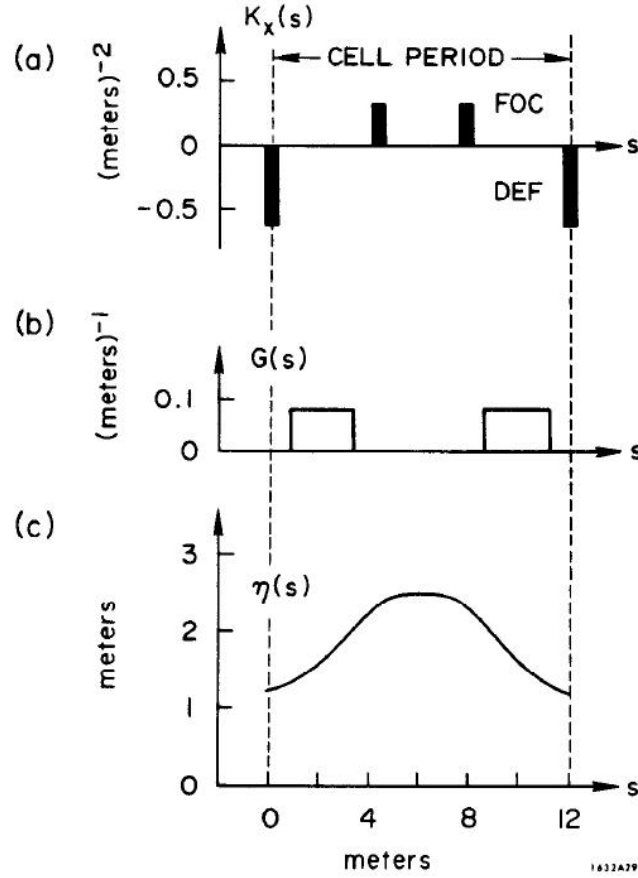 (a)
K_x(s)
CELL PERIOD
0.5
0
-0.5
(meters)^-2
FOC
DEF
s
(b)
G(s)
0.1
0
(meters)^-1
s
(c)
3
2
1
0
meters
η(s)
s
0 4 8 12
meters
1632A29